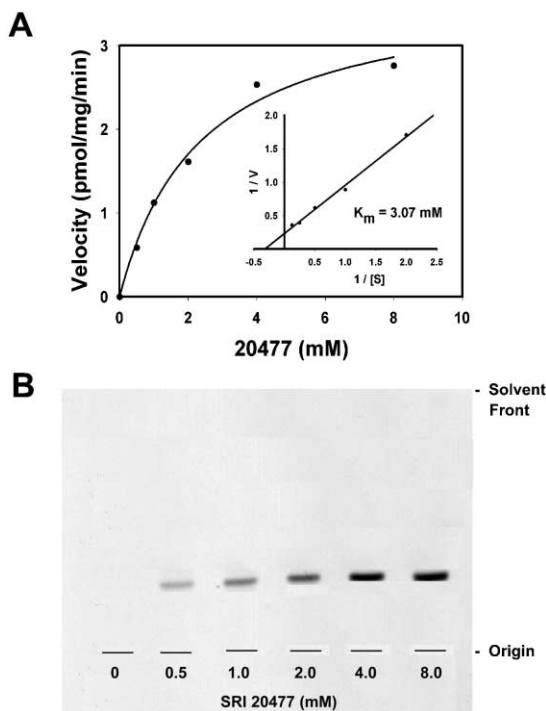 A
Velocity (pmol/mg/min)
3
2
1
0
0 2 4 6 8 10
20477 (mM)
1 / V
2.0
1.5
1.0
0.5
-0.5 0.0 0.5 1.0 1.5 2.0 2.5
1 / [S]
Km = 3.07 mM
B
- Solvent
Front
- Origin
0 0.5 1.0 2.0 4.0 8.0
SRI 20477 (mM)